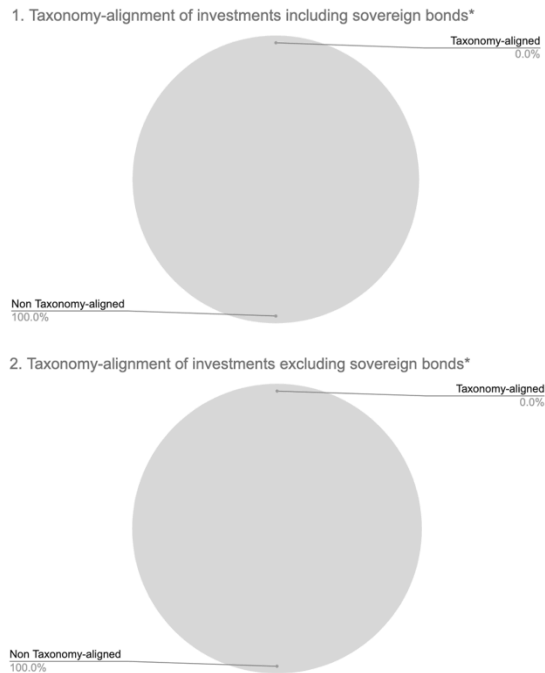 1. Taxonomy-alignment of investments including sovereign bonds*
Taxonomy-aligned
0.0%
Non Taxonomy-aligned
100.0%
2. Taxonomy-alignment of investments excluding sovereign bonds*
Taxonomy-aligned
0.0%
Non Taxonomy-aligned
100.0%